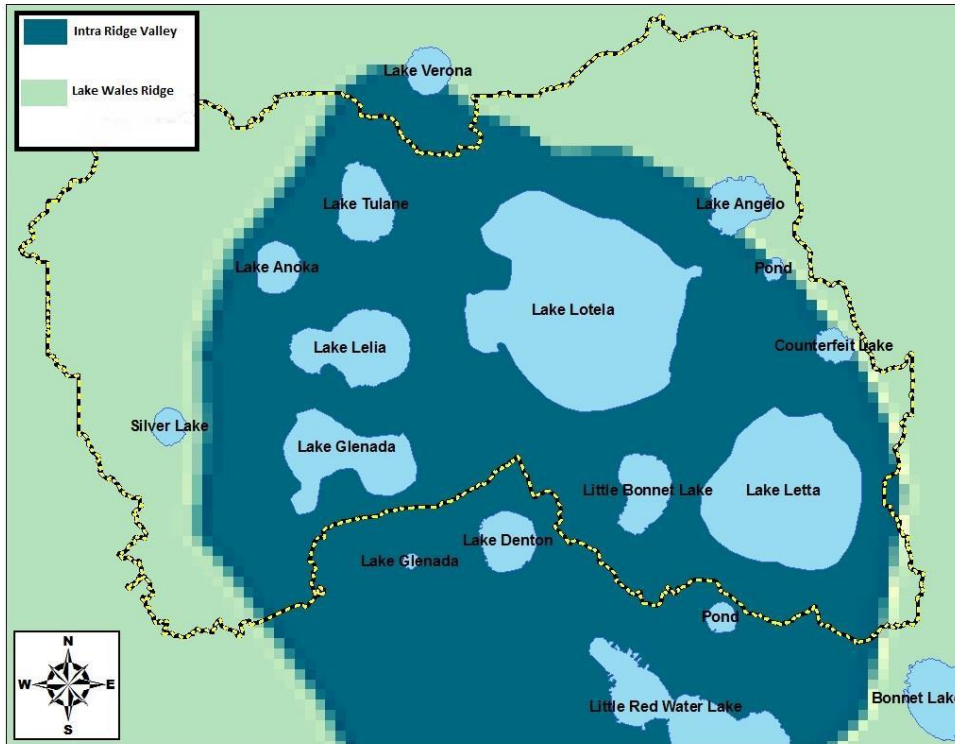 Intra Ridge Valley
Lake Wales Ridge
Lake Verona
Lake Tulane
Lake Angelo
Lake Anoka
Pond
Lake Lotela
Lake Lelia
Counterfeit Lake
Silver Lake
Lake Glenada
Little Bonnet Lake
Lake Letta
Lake Denton
Lake Glenada
Pond
N
W
E
S
Bonnet Lake
Little Red Water Lake